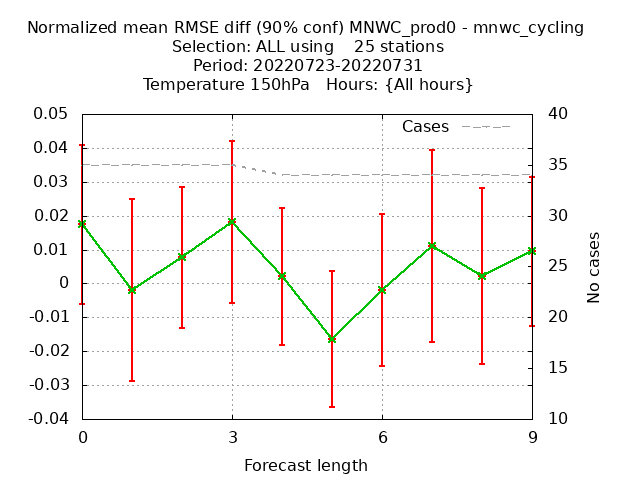 Normalized mean RMSE diff (90% conf) MNWC_prod0 - mnwc_cycling
Selection: ALL using    25 stations
Period: 20220723-20220731
Temperature 150hPa   Hours: {All hours}
Cases
0.05
0.04
0.03
0.02
0.01
0
-0.01
-0.02
-0.03
-0.04
40
35
30
25
20
15
10
No cases
0 3 6 9
Forecast length